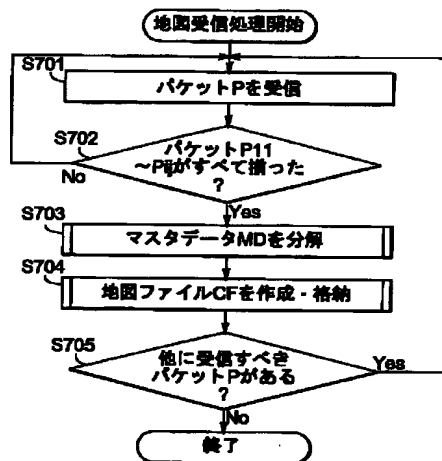 地図受信処理開始
S701
パケットPを受信
S702
パケットP11
～Pijがすべて揃った
？
No
Yes
S703
マスタデータMDを分解
S704
地図ファイルCFを作成・格納
S705
他に受信すべき
パケットPがある
？
Yes
No
終了